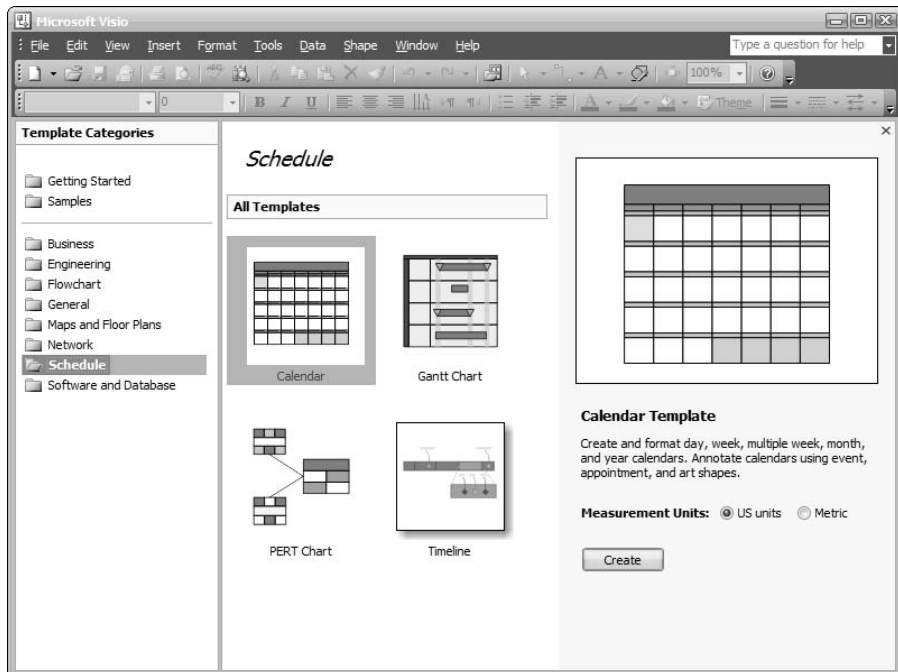 Microsoft Visio
File Edit View Insert Format Tools Data Shape Window Help
Type a question for help
ABC
A 100%
0 B I U A Theme
Template Categories
Getting Started
Samples
Business
Engineering
Flowchart
General
Maps and Floor Plans
Network
Schedule
Software and Database
Schedule
All Templates
Calendar
Gantt Chart
PERT Chart
Timeline
Calendar Template
Create and format day, week, multiple week, month,
and year calendars. Annotate calendars using event,
appointment, and art shapes.
Measurement Units: US units Metric
Create